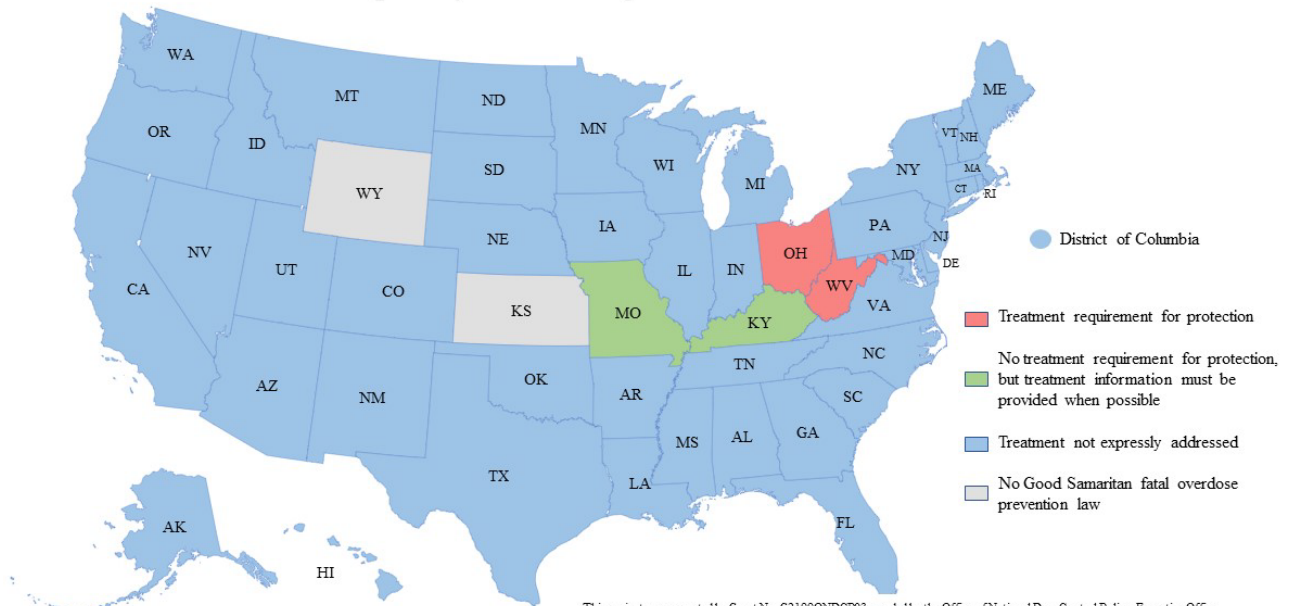 WA
MT
ND
MN
ME
OR
ID
SD
WI
MI
VT
NH
NY
MA
CT
RI
WY
IA
NE
PA
NJ
NV
UT
CO
IL
IN
OH
MD
DE
District of Columbia
CA
KS
MO
WV
KY
VA
Treatment requirement for protection
AZ
NM
OK
AR
TN
NC
SC
No treatment requirement for protection,
but treatment information must be
provided when possible
MS
AL
GA
Treatment not expressly addressed
TX
LA
No Good Samaritan fatal overdose
prevention law
AK
FL
HI